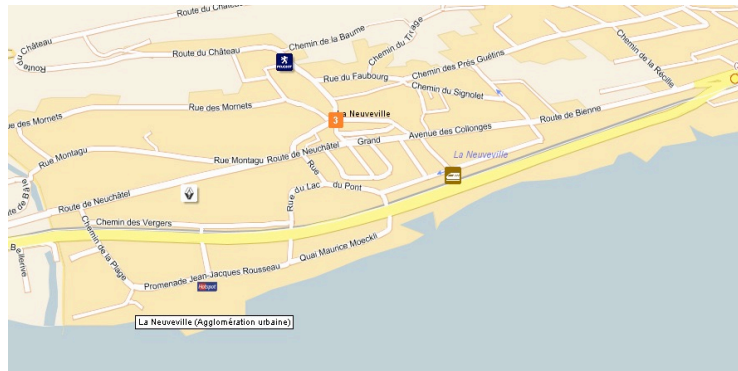 Route du Château
Chemin de la Baume
Chemin du Tirage
Château
Route du Château
Route
PEUGEOT
Rue du Faubourg
Chemin des Prés Guëtins
Chemin de la Récille
Chemin du Signolet
Rue des Mornets
La Neuveville
3
Route de Bienne
ue des Mornets
Avenue des Collonges
Grand
Route de Neuchâtel
Rue Montagu
Rue Montagu
Rue
La Neuveville
du Lac
du Pont
Rue
Route de Neuchâtel
Chemin des Vergers
Chemin de la Plage
Bellerive
Quai Maurice Moeckli
Promenade Jean-Jacques Rousseau
Hotspot
La Neuveville (Agglomération urbaine)